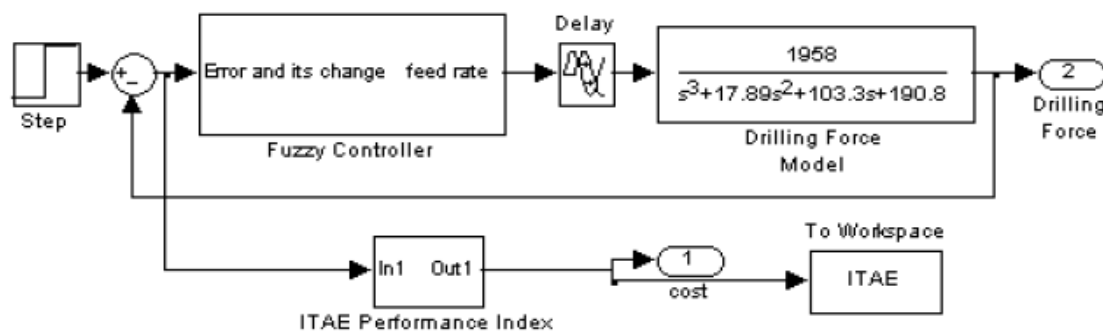 Step
+
−
Error and its change feed rate
Fuzzy Controller
Delay
1958
s³+17.89s²+103.3s+190.8
Drilling Force
Model
2
Drilling
Force
In1 Out1
ITAE Performance Index
1
cost
To Workspace
ITAE